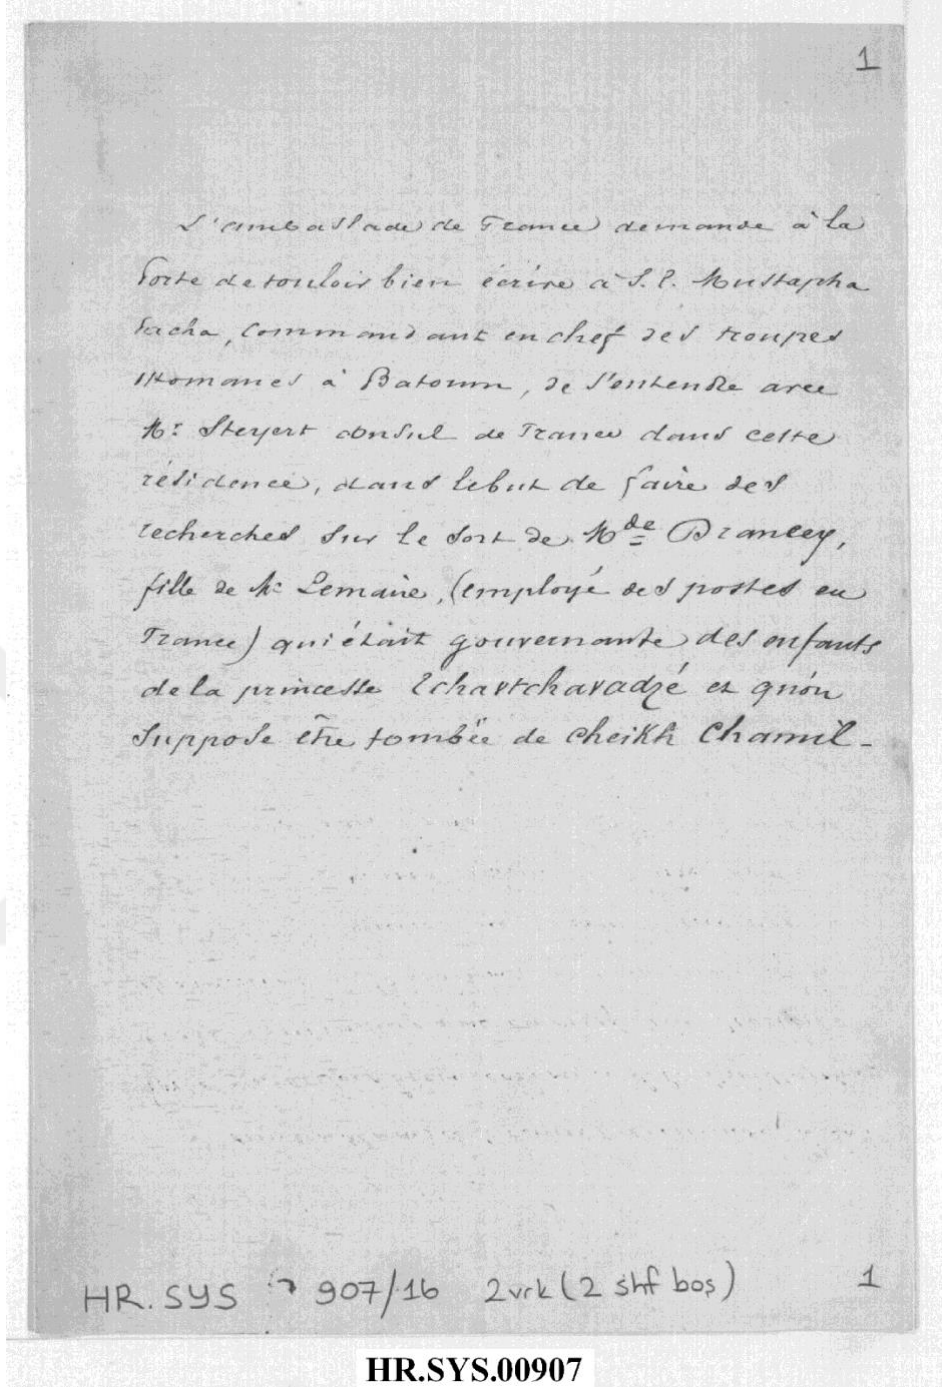 1
L'ambassade de France demande à la
Porte de vouloir bien écrire à S. E. Mustapha
Pacha, commandant en chef des troupes
ottomanes à Batoum, de s'entendre avec
Mr. Steyert consul de France dans cette
résidence, dans le but de faire des
recherches sur le sort de Mde Drancey,
fille de Mr Lemaire, (employé des postes en
France) qui était gouvernante des enfants
de la princesse Tchavtchavadzé et qu'on
suppose être tombée de Cheikh Chamil -
HR.SYS 907/16 2vrk (2 shf boş) 1
HR.SYS.00907